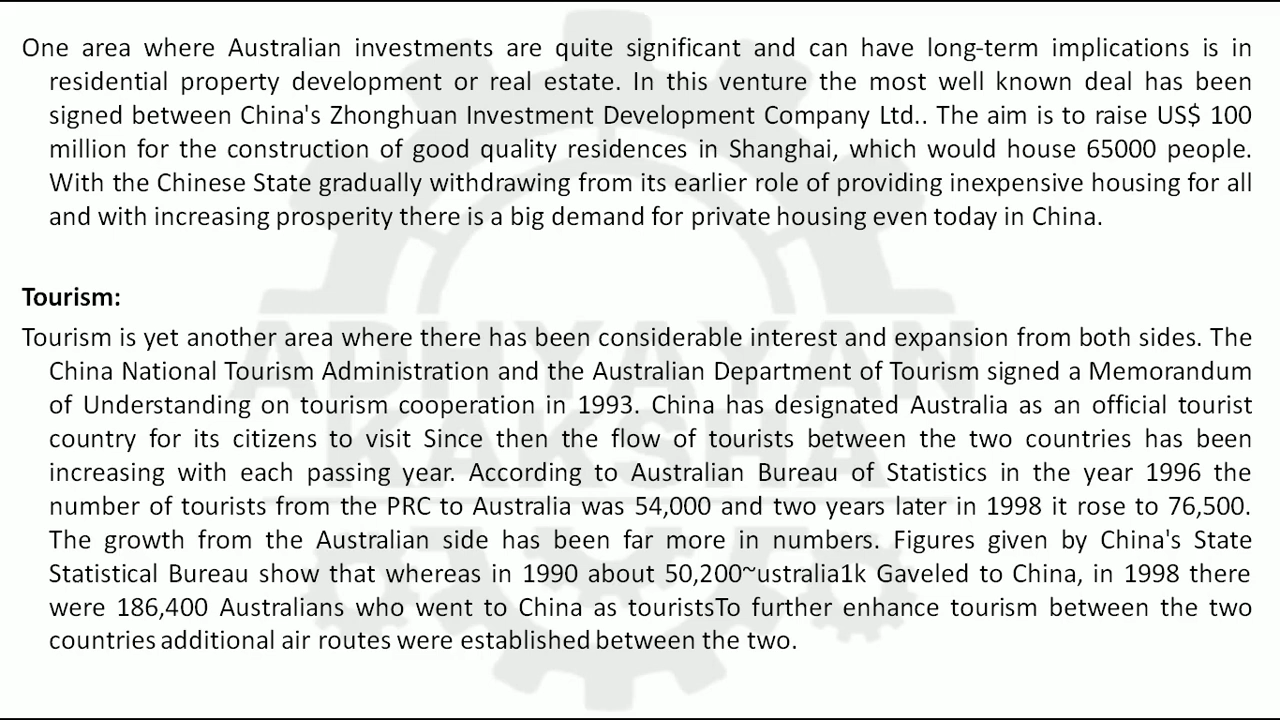 One area where Australian investments are quite significant and can have long-term implications is in
residential property development or real estate. In this venture the most well known deal has been
signed between China's Zhonghuan Investment Development Company Ltd.. The aim is to raise US$ 100
million for the construction of good quality residences in Shanghai, which would house 65000 people.
With the Chinese State gradually withdrawing from its earlier role of providing inexpensive housing for all
and with increasing prosperity there is a big demand for private housing even today in China.
Tourism:
Tourism is yet another area where there has been considerable interest and expansion from both sides. The
China National Tourism Administration and the Australian Department of Tourism signed a Memorandum
of Understanding on tourism cooperation in 1993. China has designated Australia as an official tourist
country for its citizens to visit Since then the flow of tourists between the two countries has been
increasing with each passing year. According to Australian Bureau of Statistics in the year 1996 the
number of tourists from the PRC to Australia was 54,000 and two years later in 1998 it rose to 76,500.
The growth from the Australian side has been far more in numbers. Figures given by China's State
Statistical Bureau show that whereas in 1990 about 50,200~ustralia1k Gaveled to China, in 1998 there
were 186,400 Australians who went to China as touristsTo further enhance tourism between the two
countries additional air routes were established between the two.
ADHYAYAN
KAKSHA